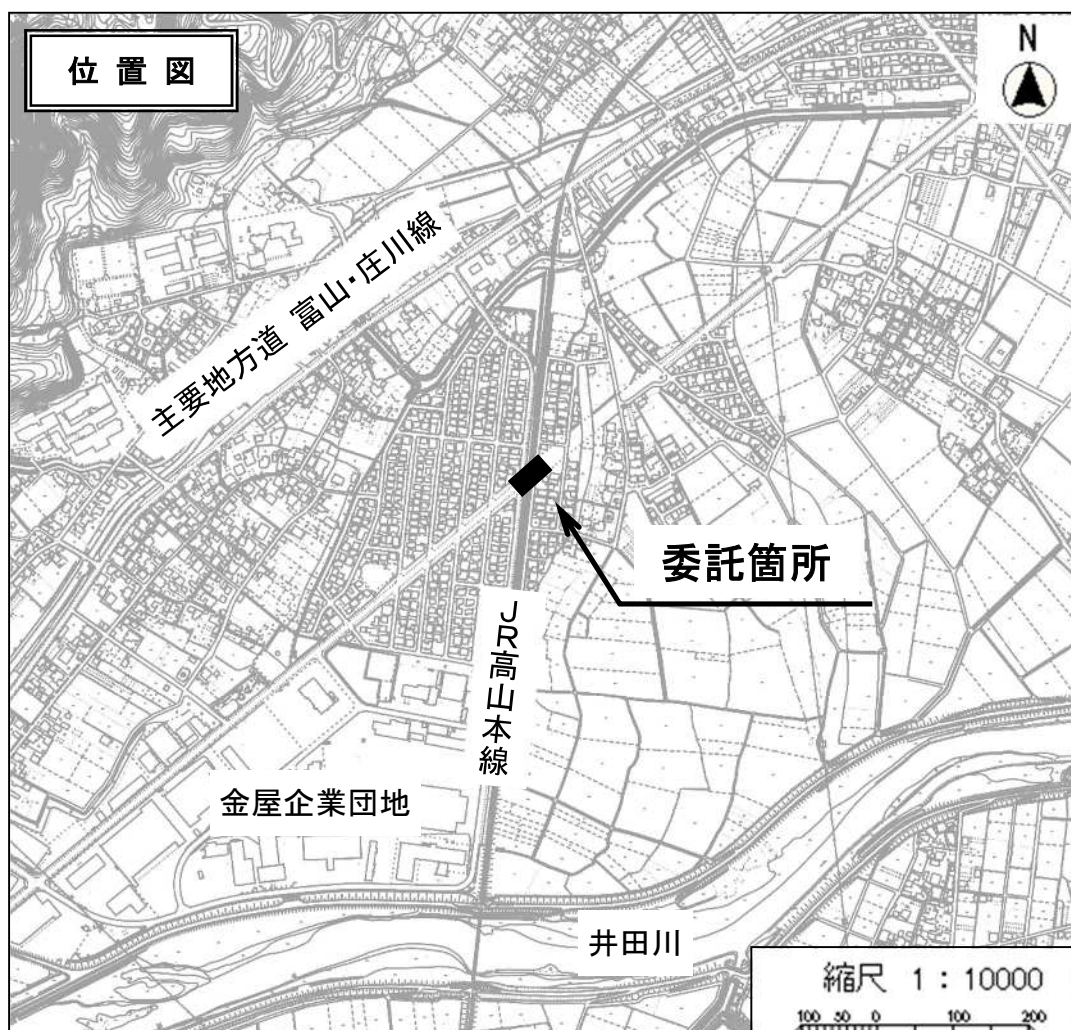 位置図
N
主要地方道 富山・庄川線
委託箇所
JR高山本線
金屋企業団地
井田川
縮尺 1:10000
100 50 0 100 200